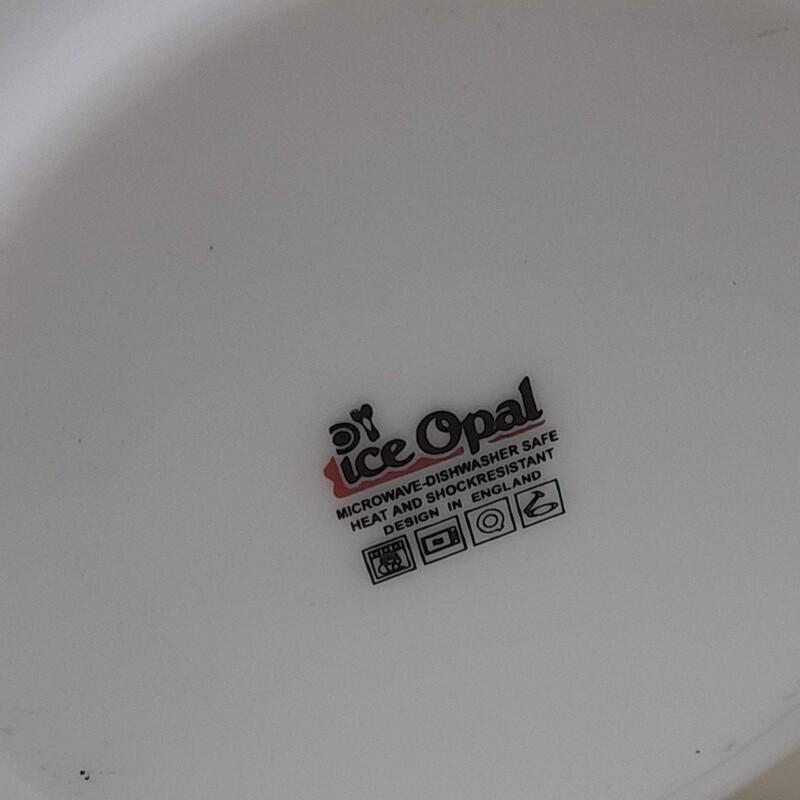 ice Opal
MICROWAVE-DISHWASHER SAFE
HEAT AND SHOCKRESISTANT
DESIGN IN ENGLAND